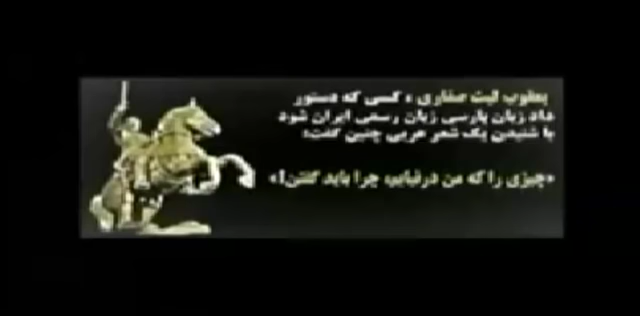 یعقوب لیث صفاری ، کسی که دستور
داد زبان پارسی زبان رسمی ایران شود
با شنیدن یک شعر عربی چنین گفت:
«چیزی را که من درنیابم، چرا باید گفتن!»